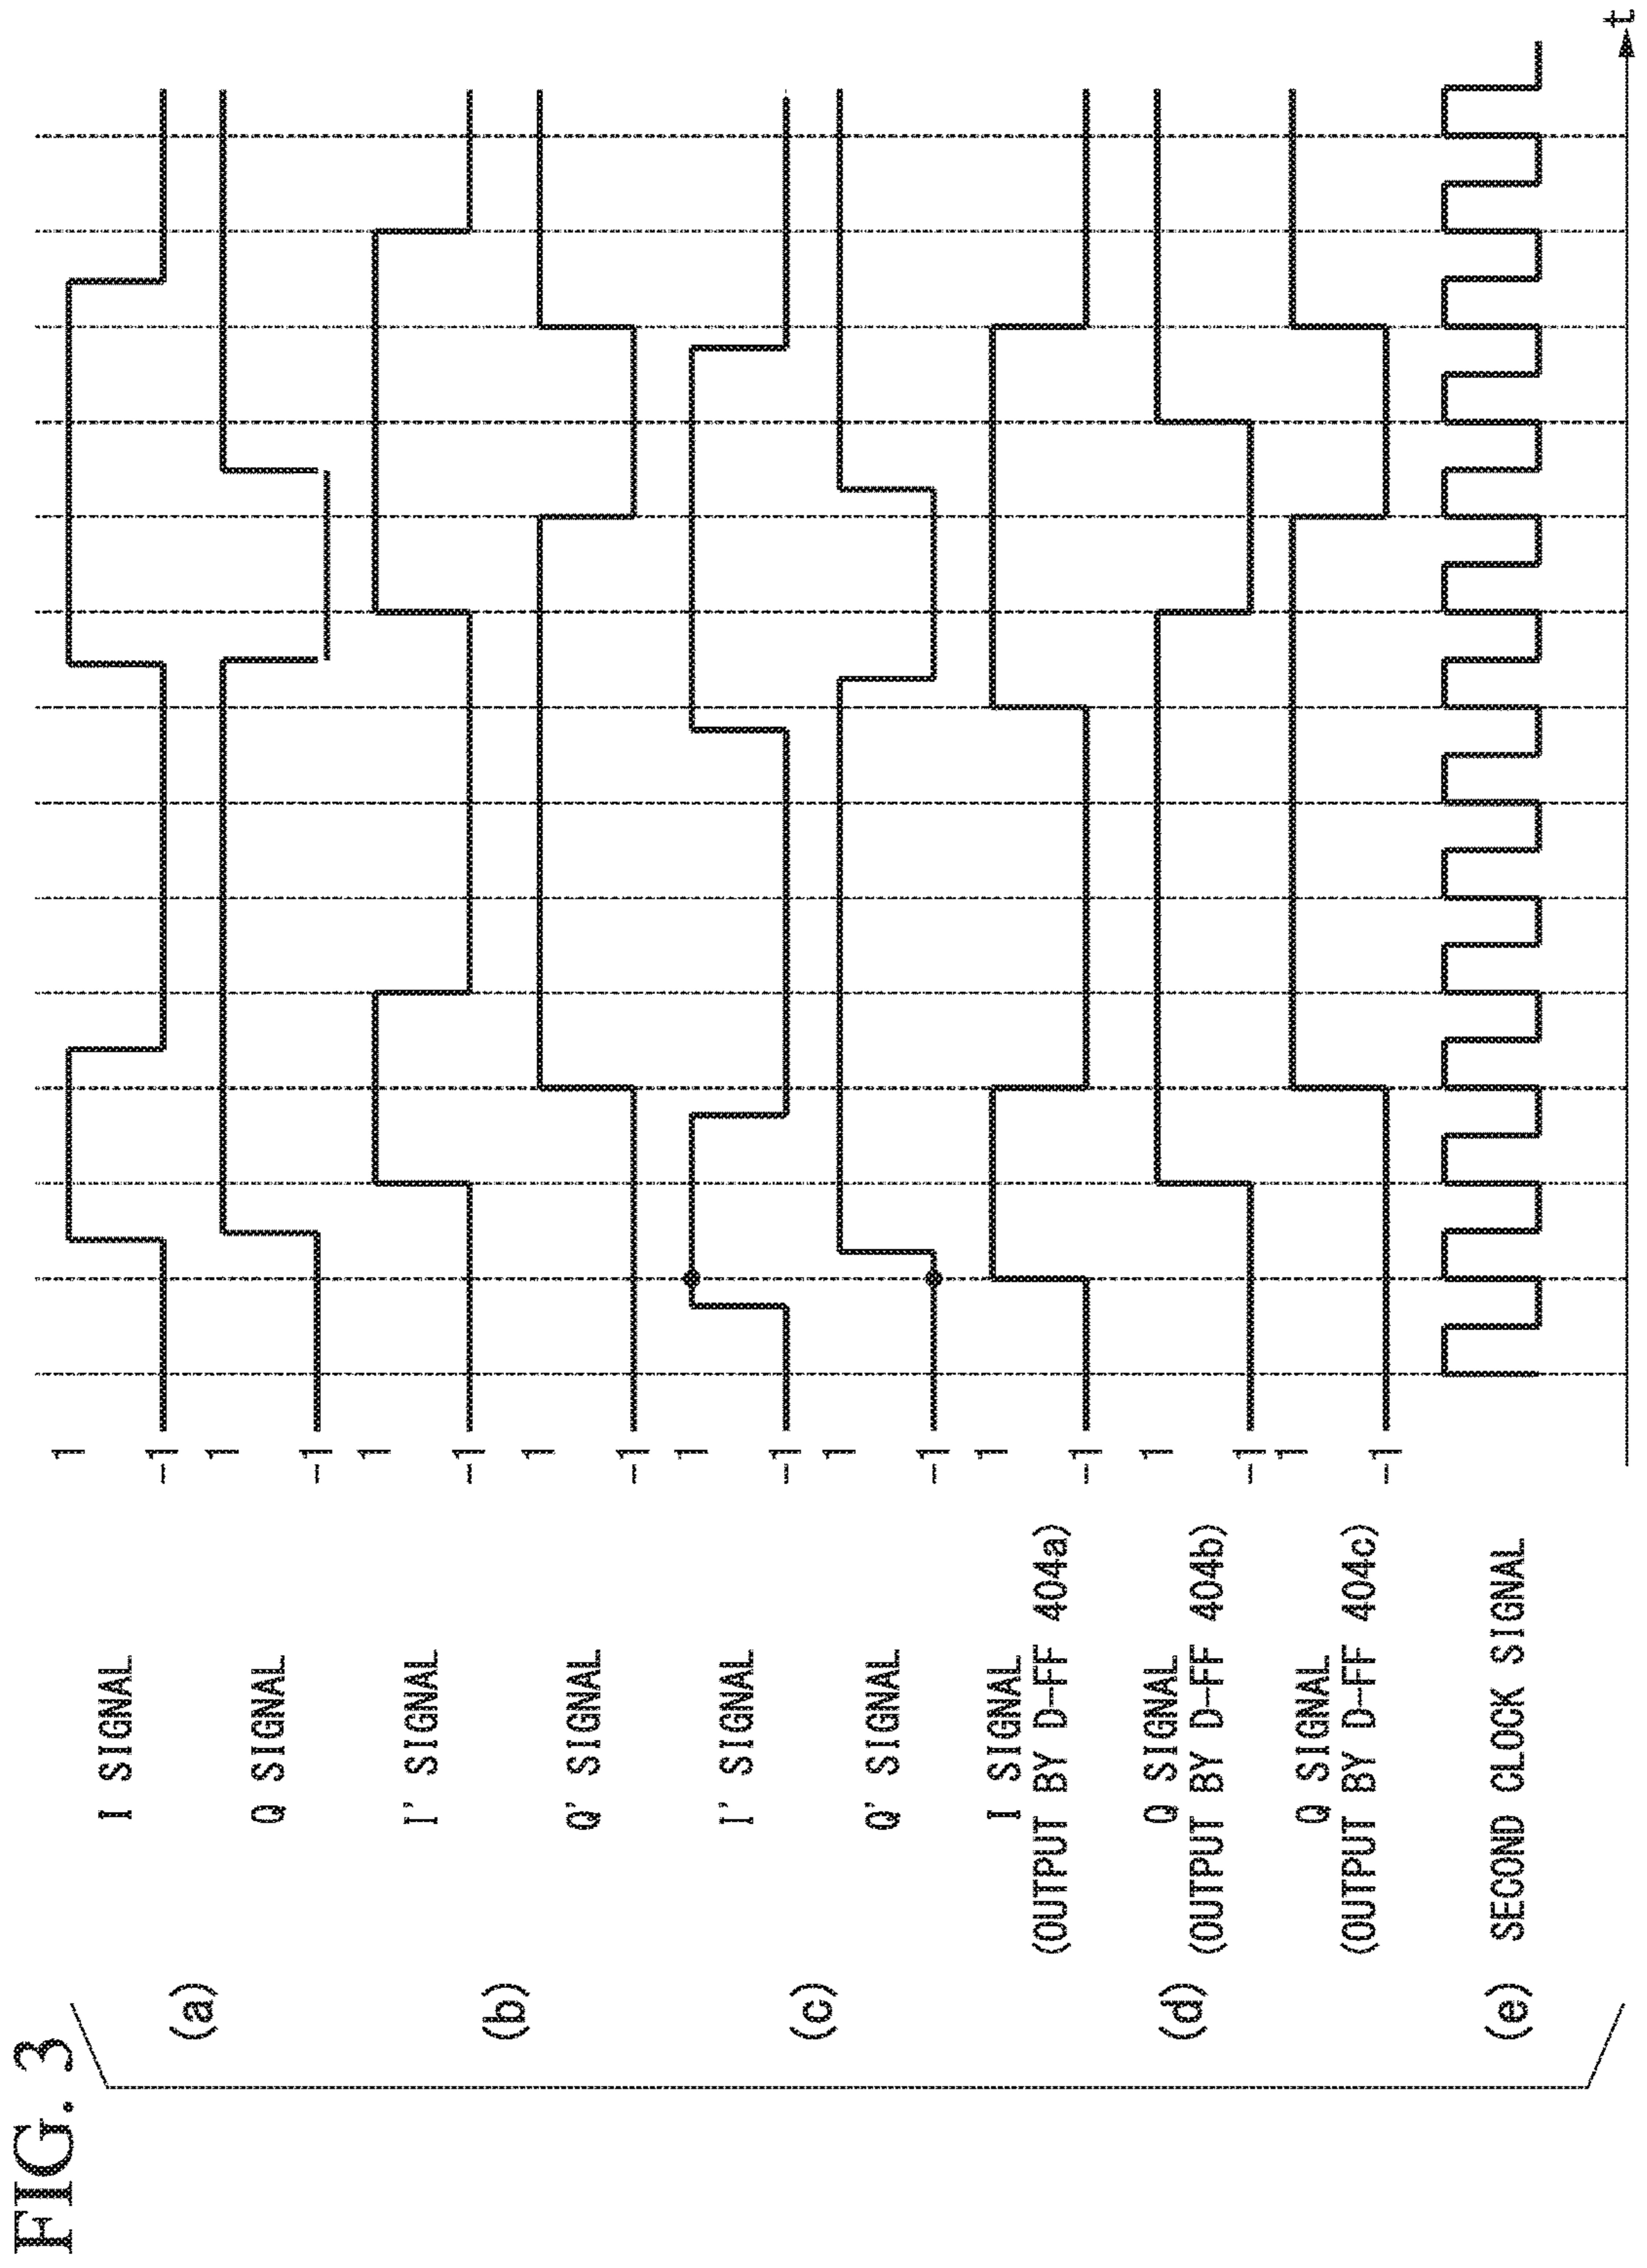 FIG. 3
(a)
I SIGNAL
1
-1
Q SIGNAL
1
-1
(b)
I' SIGNAL
1
-1
Q' SIGNAL
1
-1
(c)
I' SIGNAL
1
-1
Q' SIGNAL
1
-1
(d)
I SIGNAL
(OUTPUT BY D-FF 404a)
1
-1
Q SIGNAL
(OUTPUT BY D-FF 404b)
1
-1
Q SIGNAL
(OUTPUT BY D-FF 404c)
1
-1
(e)
SECOND CLOCK SIGNAL
t